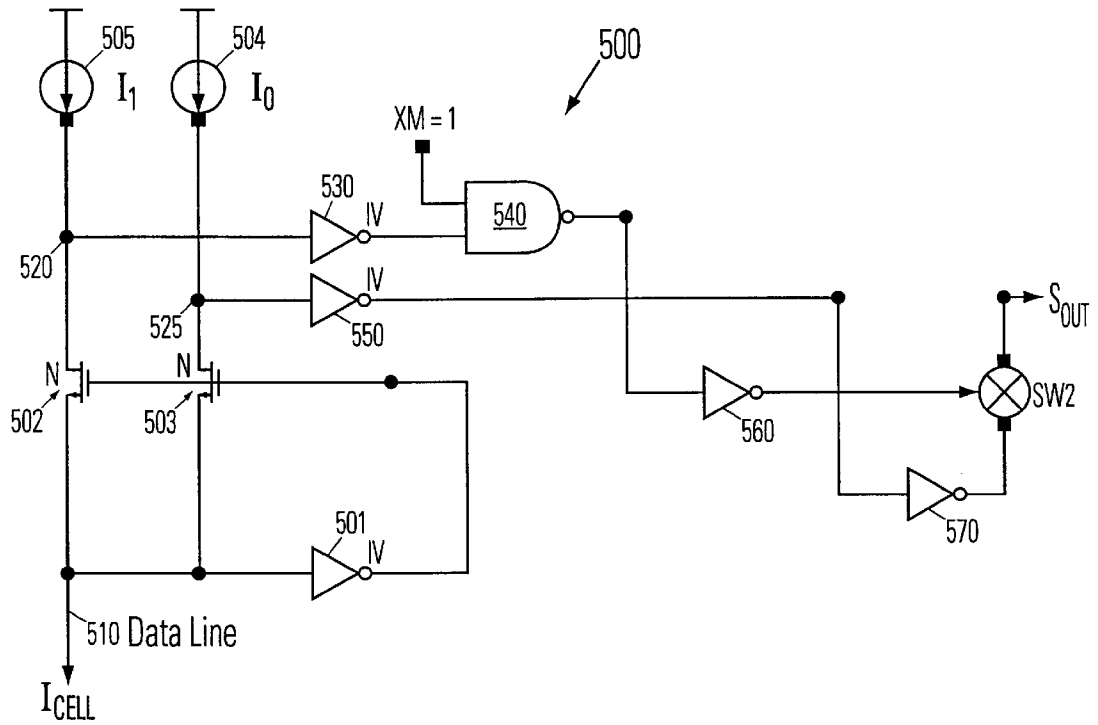 505
504
500
I1
I0
XM = 1
530
IV
540
520
IV
SOUT
525
550
N
N
SW2
502
503
560
501
IV
570
510 Data Line
ICELL